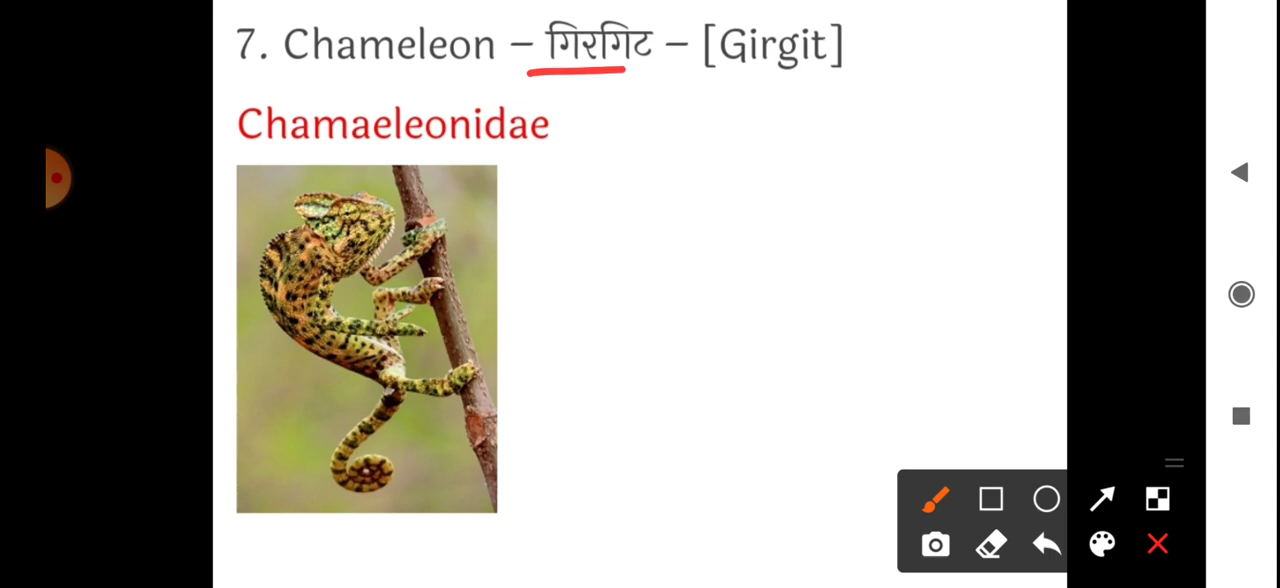 7. Chameleon – गिरगिट – [Girgit]
Chamaeleonidae